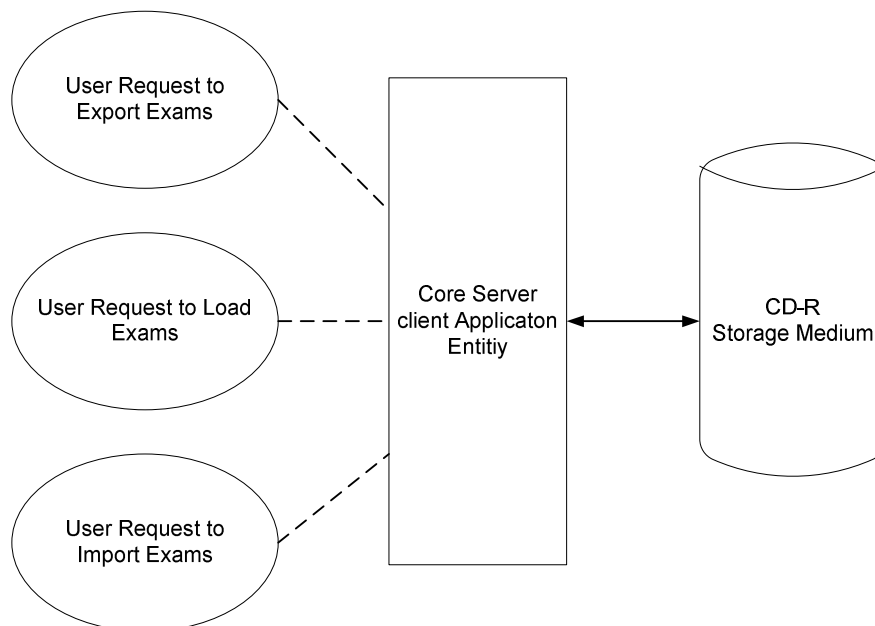 User Request to
Export Exams
User Request to Load
Exams
User Request to
Import Exams
Core Server
client Applicaton
Entitiy
CD-R
Storage Medium